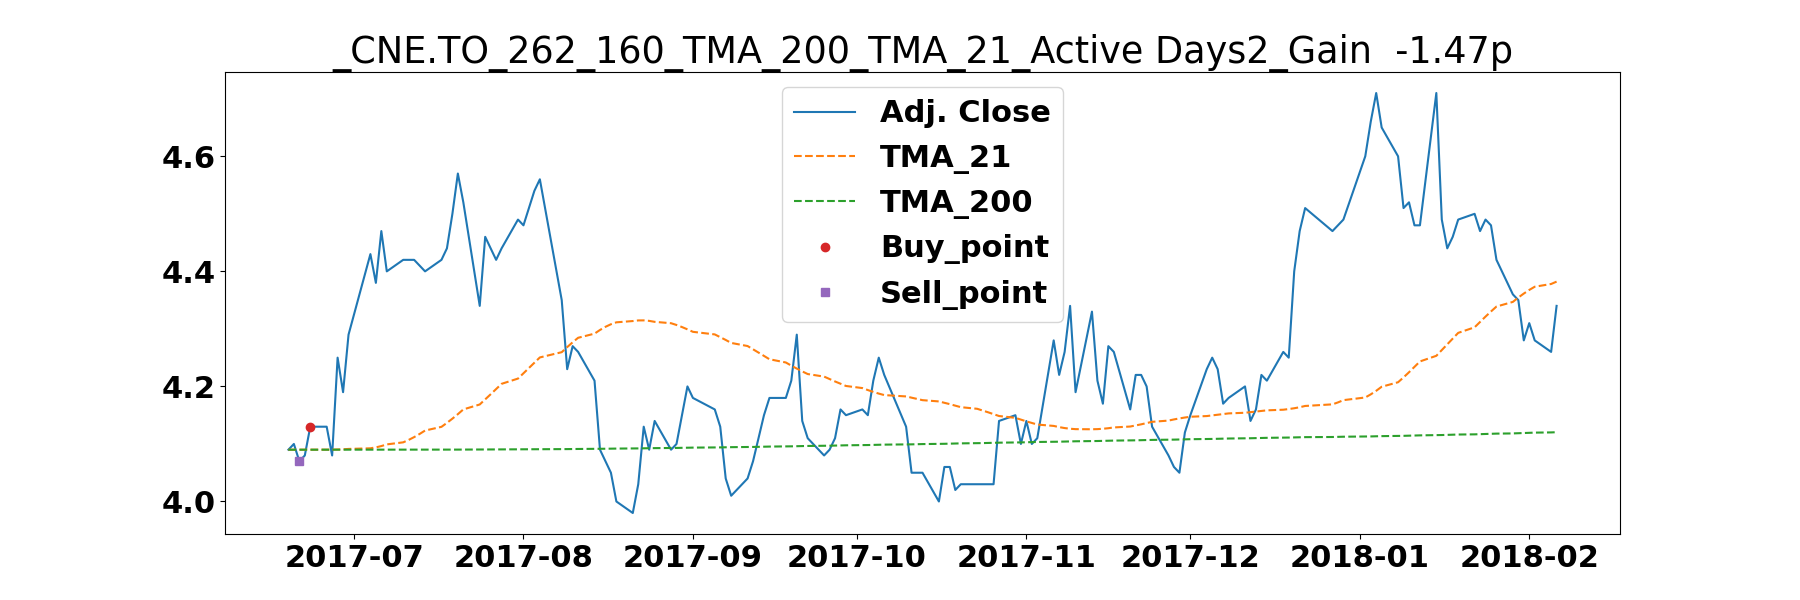 _CNE.TO_262_160_TMA_200_TMA_21_Active Days2_Gain  -1.47p
Adj. Close
TMA_21
TMA_200
Buy_point
Sell_point
4.6
4.4
4.2
4.0
2017-07 2017-08 2017-09 2017-10 2017-11 2017-12 2018-01 2018-02